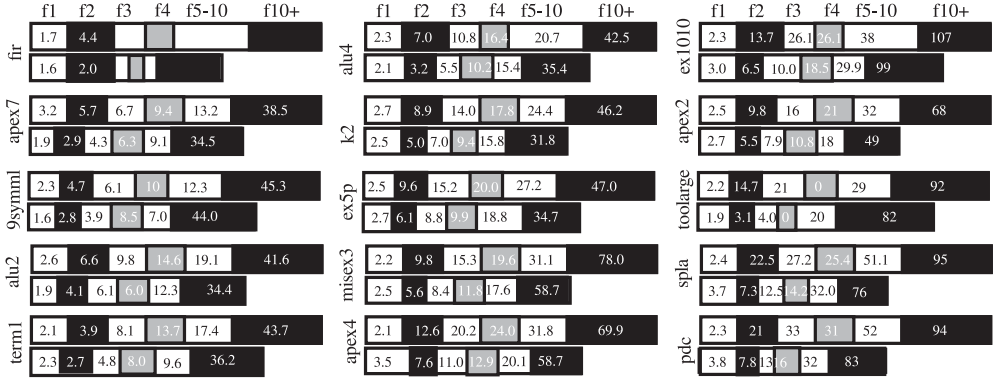 f1 f2 f3 f4 f5-10 f10+
fir
1.7 4.4
1.6 2.0
apex7
3.2 5.7 6.7 9.4 13.2 38.5
1.9 2.9 4.3 6.3 9.1 34.5
9symml
2.3 4.7 6.1 10 12.3 45.3
1.6 2.8 3.9 8.5 7.0 44.0
alu2
2.6 6.6 9.8 14.6 19.1 41.6
1.9 4.1 6.1 6.0 12.3 34.4
term1
2.1 3.9 8.1 13.7 17.4 43.7
2.3 2.7 4.8 8.0 9.6 36.2
f1 f2 f3 f4 f5-10 f10+
alu4
2.3 7.0 10.8 16.4 20.7 42.5
2.1 3.2 5.5 10.2 15.4 35.4
k2
2.7 8.9 14.0 17.8 24.4 46.2
2.5 5.0 7.0 9.4 15.8 31.8
ex5p
2.5 9.6 15.2 20.0 27.2 47.0
2.7 6.1 8.8 9.9 18.8 34.7
misex3
2.2 9.8 15.3 19.6 31.1 78.0
2.5 5.6 8.4 11.8 17.6 58.7
apex4
2.1 12.6 20.2 24.0 31.8 69.9
3.5 7.6 11.0 12.9 20.1 58.7
f1 f2 f3 f4 f5-10 f10+
ex1010
2.3 13.7 26.1 26.1 38 107
3.0 6.5 10.0 18.5 29.9 99
apex2
2.5 9.8 16 21 32 68
2.7 5.5 7.9 10.8 18 49
toolarge
2.2 14.7 21 0 29 92
1.9 3.1 4.0 0 20 82
spla
2.4 22.5 27.2 25.4 51.1 95
3.7 7.3 12.5 14.2 32.0 76
pdc
2.3 21 33 31 52 94
3.8 7.8 13 16 32 83